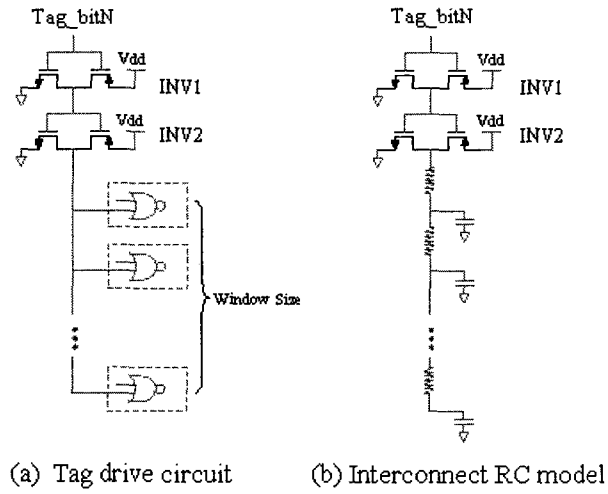 Tag_bitN
Tag_bitN
Vdd
INV1
Vdd
INV1
Vdd
INV2
Vdd
INV2
Window Size
(a) Tag drive circuit
(b) Interconnect RC model